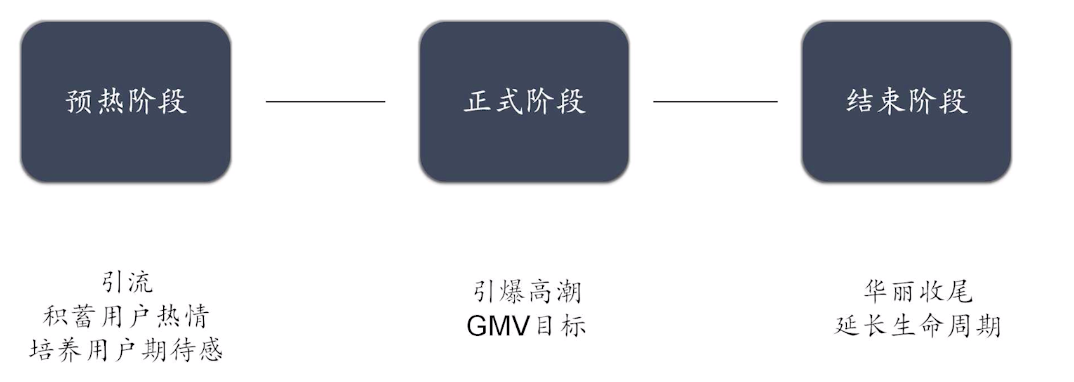 预热阶段
正式阶段
结束阶段
引流
积蓄用户热情
培养用户期待感
引爆高潮
GMV目标
华丽收尾
延长生命周期